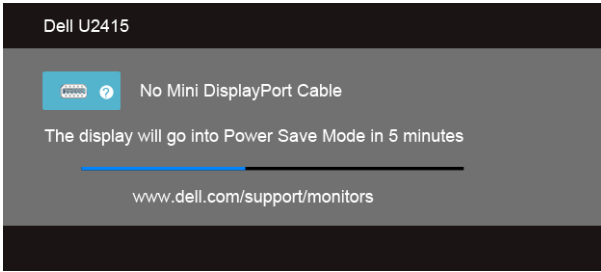 Dell U2415
? No Mini DisplayPort Cable
The display will go into Power Save Mode in 5 minutes
www.dell.com/support/monitors